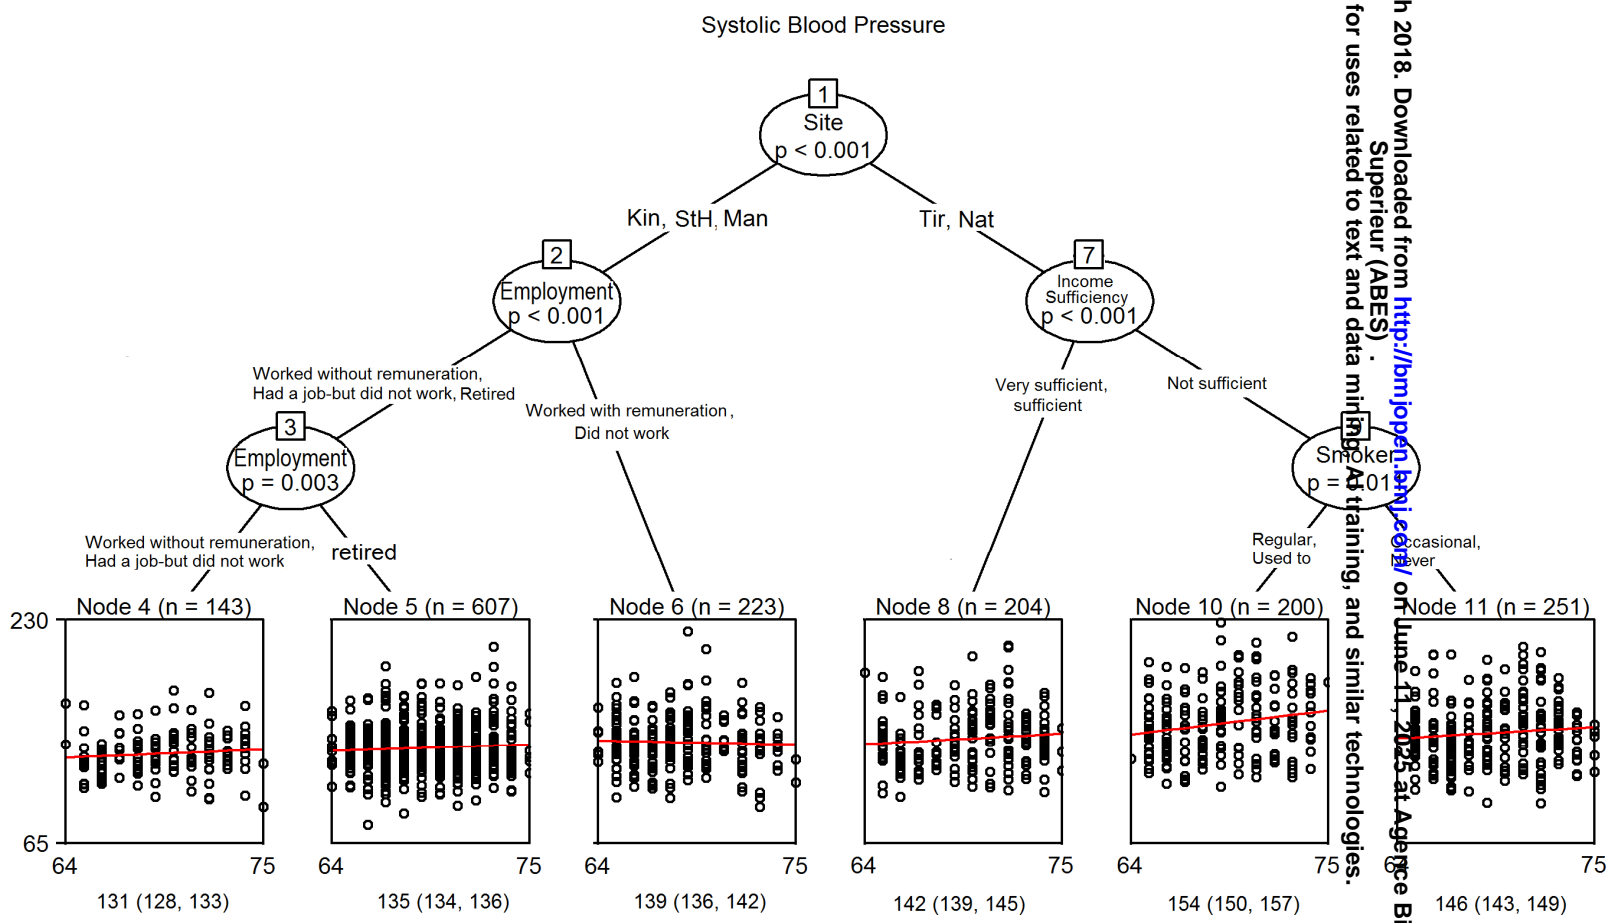 Systolic Blood Pressure
1
Site
p < 0.001
Kin, StH, Man
Tir, Nat
2
Employment
p < 0.001
7
Income
Sufficiency
p < 0.001
Worked without remuneration,
Had a job-but did not work, Retired
Worked with remuneration,
Did not work
Very sufficient,
sufficient
Not sufficient
3
Employment
p = 0.003
Smoker
Worked without remuneration,
Had a job-but did not work
retired
Regular,
Used to
Occasional,
Never
Node 4 (n = 143)
Node 5 (n = 607)
Node 6 (n = 223)
Node 8 (n = 204)
Node 10 (n = 200)
Node 11 (n = 251)
230
65
64 75
64 75
64 75
64 75
64 75
64 75
131 (128, 133)
135 (134, 136)
139 (136, 142)
142 (139, 145)
154 (150, 157)
146 (143, 149)
h 2018. Downloaded from http://bmjopen.bmj.com/ on June 11, 2025 at Agence Bi
Superieur (ABES) .
for uses related to text and data mining, AI training, and similar technologies.